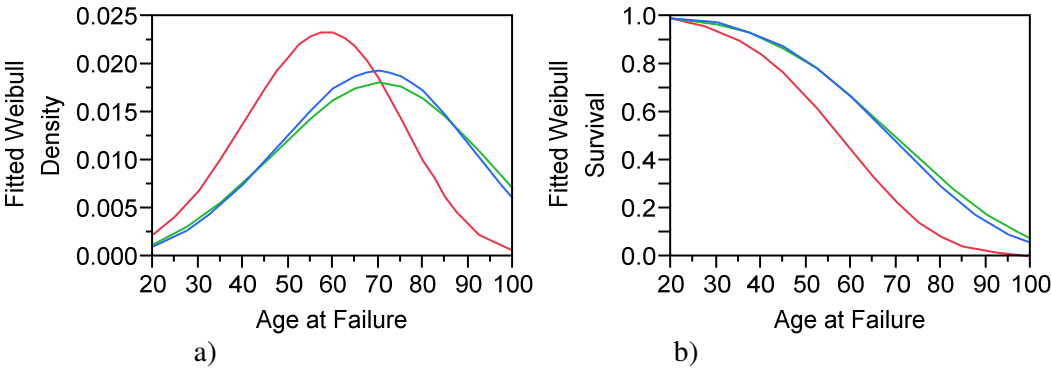 Fitted Weibull
Density
0.025
0.020
0.015
0.010
0.005
0.000
20 30 40 50 60 70 80 90 100
Age at Failure
a)
Fitted Weibull
Survival
1.0
0.8
0.6
0.4
0.2
0.0
20 30 40 50 60 70 80 90 100
Age at Failure
b)